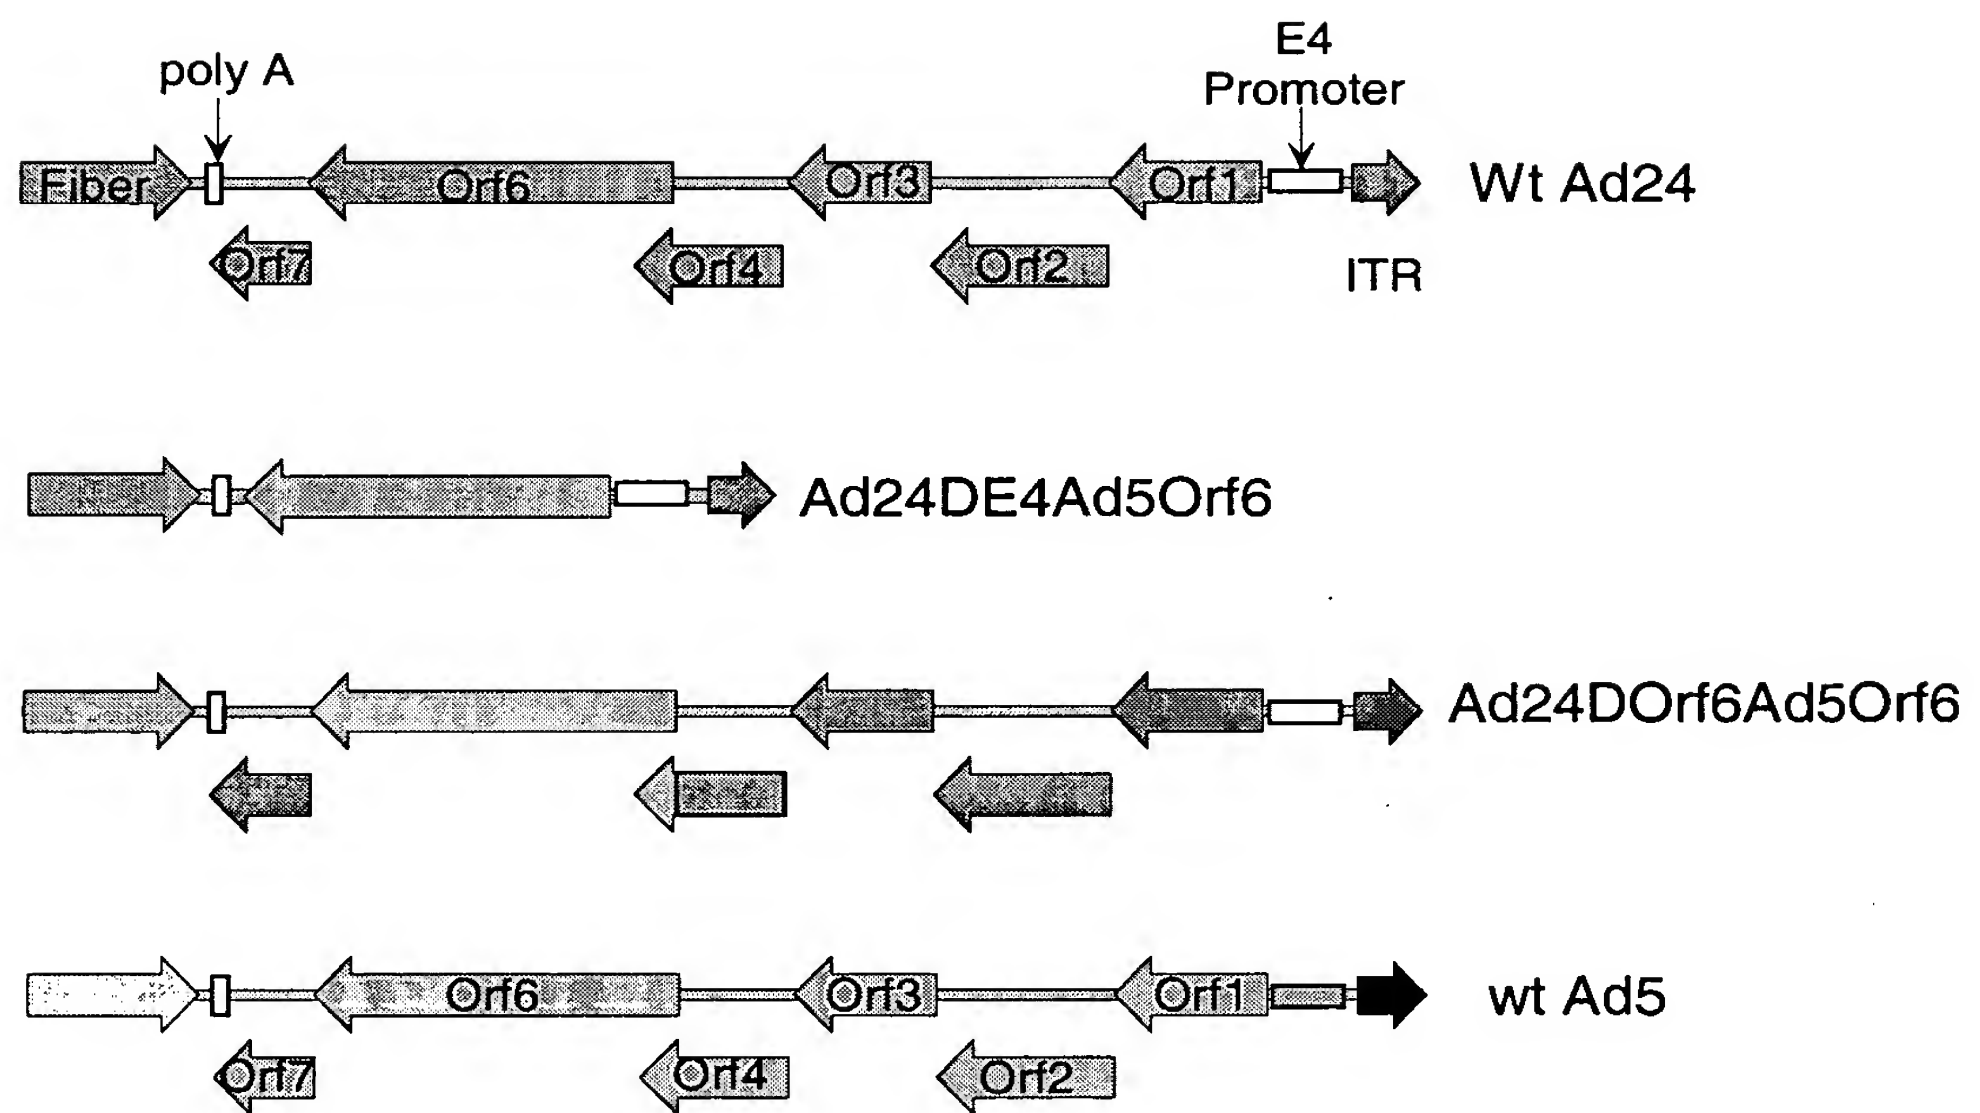 E4
poly A
Promoter
Fiber
Orf6
Orf3
Orf1
Wt Ad24
Orf7
Orf4
Orf2
ITR
Ad24DE4Ad5Orf6
Ad24DOrf6Ad5Orf6
Orf6
Orf3
Orf1
wt Ad5
Orf7
Orf4
Orf2